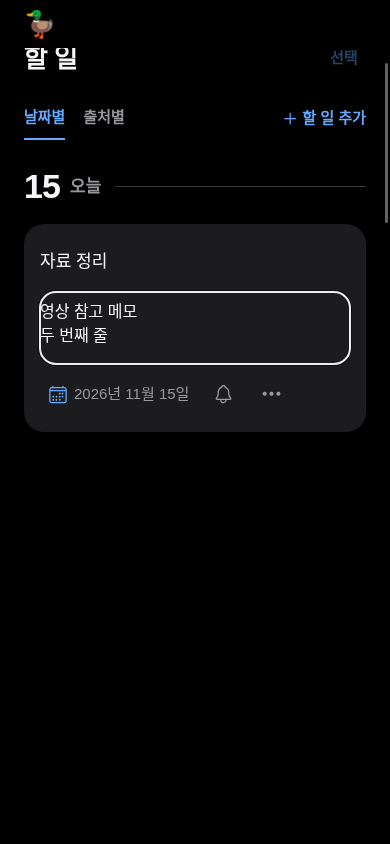 할 일
선택
날짜별
출처별
+ 할 일 추가
15 오늘
자료 정리
영상 참고 메모
두 번째 줄
2026년 11월 15일